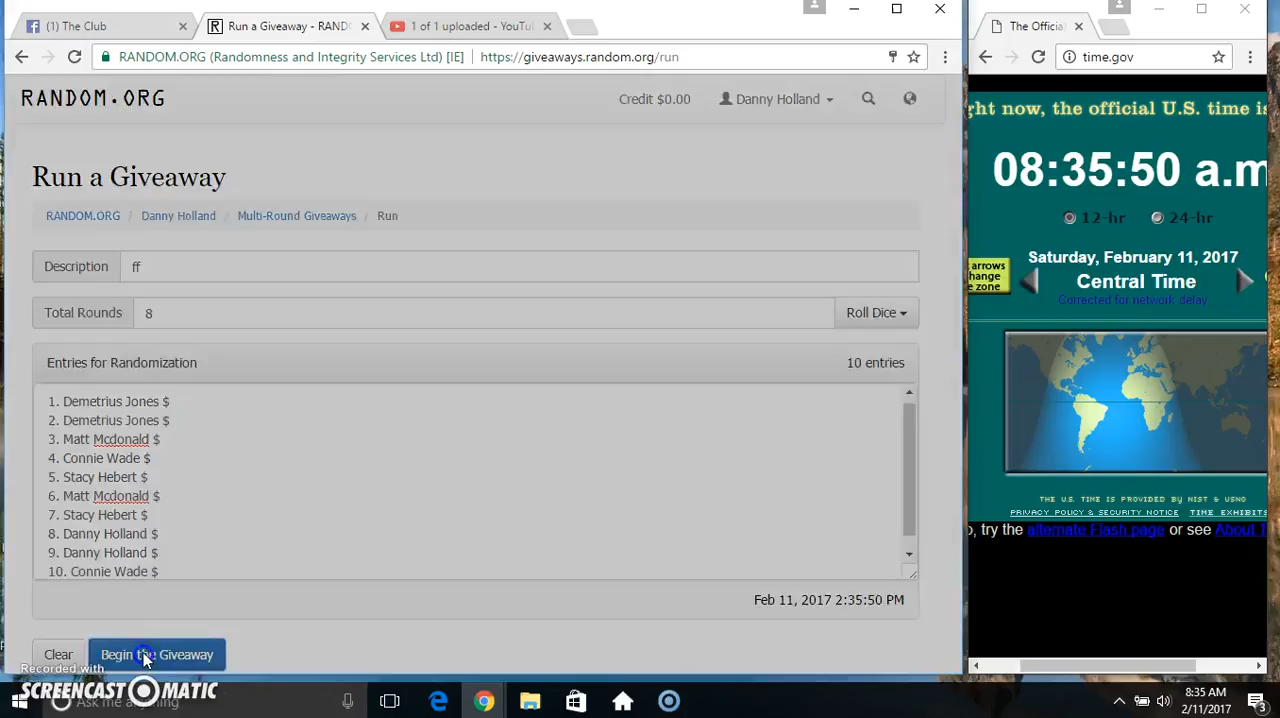 (1) The Club
Run a Giveaway - RAND
1 of 1 uploaded - YouTu
The Officia
RANDOM.ORG (Randomness and Integrity Services Ltd) [IE]
https://giveaways.random.org/run
time.gov
RANDOM.ORG
Credit $0.00
Danny Holland
Run a Giveaway
RANDOM.ORG / Danny Holland / Multi-Round Giveaways / Run
Description
ff
Total Rounds
8
Roll Dice
Entries for Randomization
10 entries
1. Demetrius Jones $
2. Demetrius Jones $
3. Matt Mcdonald $
4. Connie Wade $
5. Stacy Hebert $
6. Matt Mcdonald $
7. Stacy Hebert $
8. Danny Holland $
9. Danny Holland $
10. Connie Wade $
Feb 11, 2017 2:35:50 PM
Clear
Begin the Giveaway
ght now, the official U.S. time is
08:35:50 a.m
12-hr
24-hr
Saturday, February 11, 2017
arrows
hange
e zone
Central Time
Corrected for network delay
THE U.S. TIME IS PROVIDED BY NIST & USNO
PRIVACY POLICY & SECURITY NOTICE
TIME EXHIBITS
o, try the alternate Flash page or see About T
Recorded with
SCREENCAST MATIC
Ask me anything
8:35 AM
2/11/2017
3